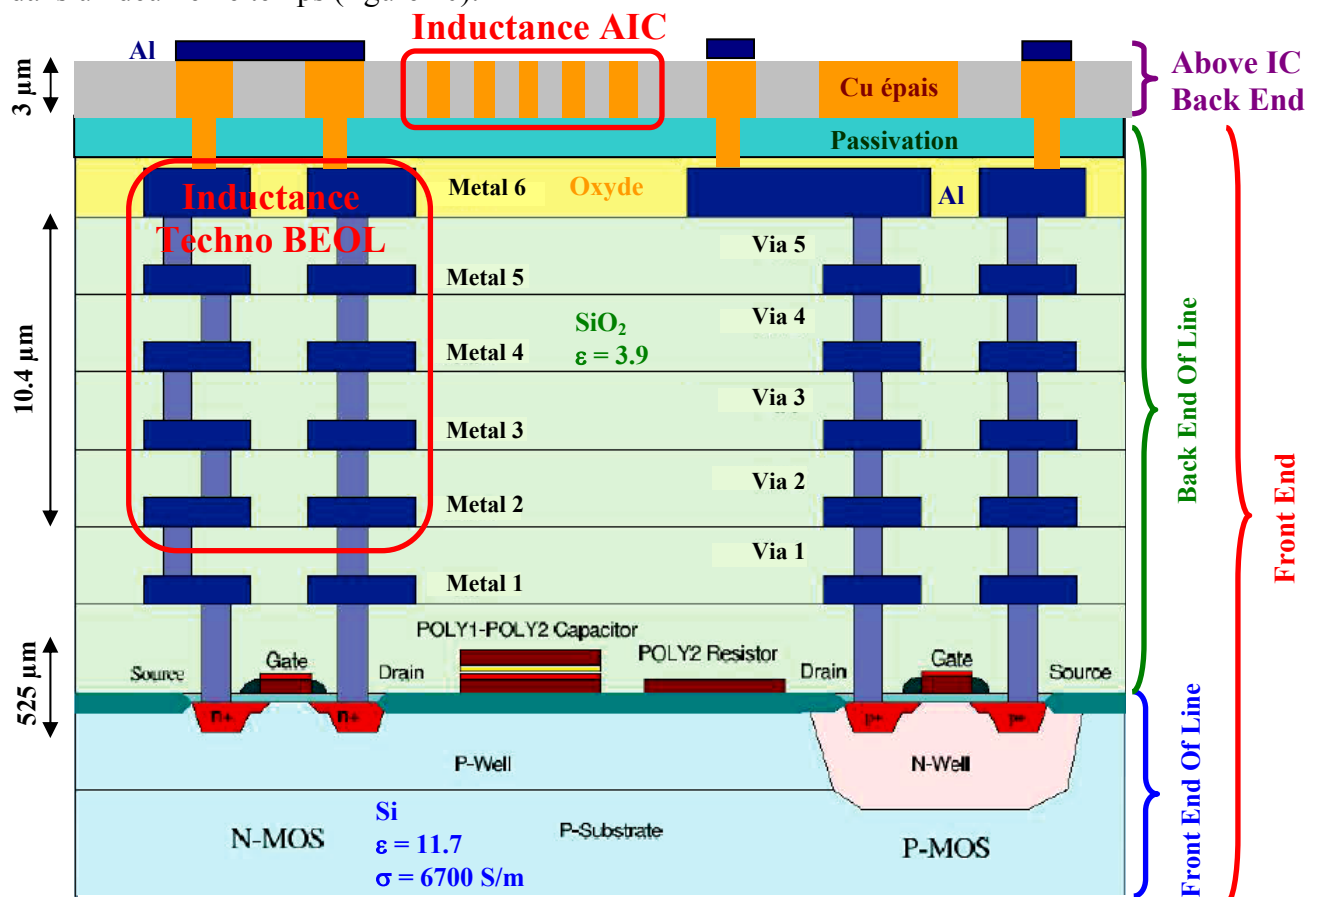 Inductance AIC
Al
Above IC
Back End
3 µm
Cu épais
Passivation
Metal 6
Oxyde
Al
Inductance
Techno BEOL
Via 5
Metal 5
Via 4
SiO₂
ε = 3.9
Metal 4
10.4 µm
Via 3
Metal 3
Via 2
Metal 2
Via 1
Metal 1
Back End Of Line
Front End
POLY1-POLY2 Capacitor
POLY2 Resistor
Source
Gate
Drain
Drain
Gate
Source
525 µm
n+
n+
p+
p+
P-Well
N-Well
Si
ε = 11.7
σ = 6700 S/m
N-MOS
P-Substrate
P-MOS
Front End Of Line